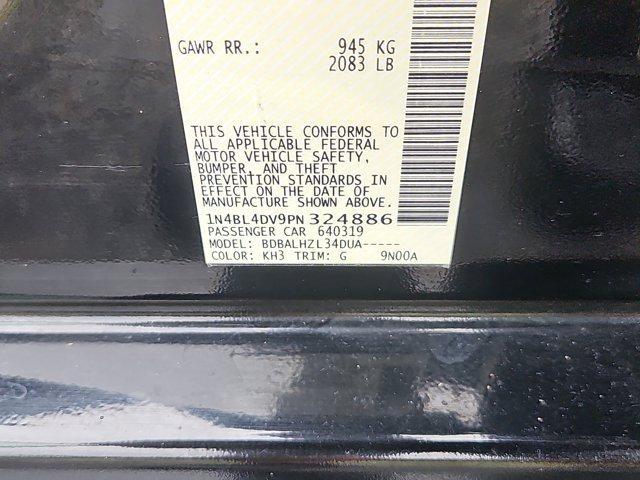 GAWR RR.: 945 KG
2083 LB
THIS VEHICLE CONFORMS TO
ALL APPLICABLE FEDERAL
MOTOR VEHICLE SAFETY,
BUMPER, AND THEFT
PREVENTION STANDARDS IN
EFFECT ON THE DATE OF
MANUFACTURE SHOWN ABOVE.
1N4BL4DV9PN324886
PASSENGER CAR 640319
MODEL: BDBALHZL34DUA-----
COLOR: KH3 TRIM: G 9N00A